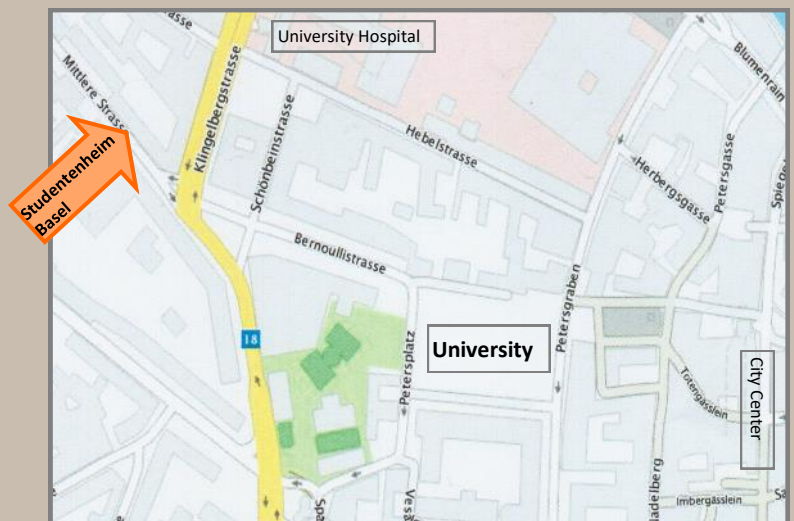 University Hospital
Mittlere Strass
Klingelbergstrasse
Schönbeinstrasse
Hebelstrasse
Blumenrain
Petersgasse
Herbergsgasse
Studentenheim
Basel
Bernoullistrasse
Petersgraben
18
University
Petersplatz
Totengässlein
City Center
Imbergässlein